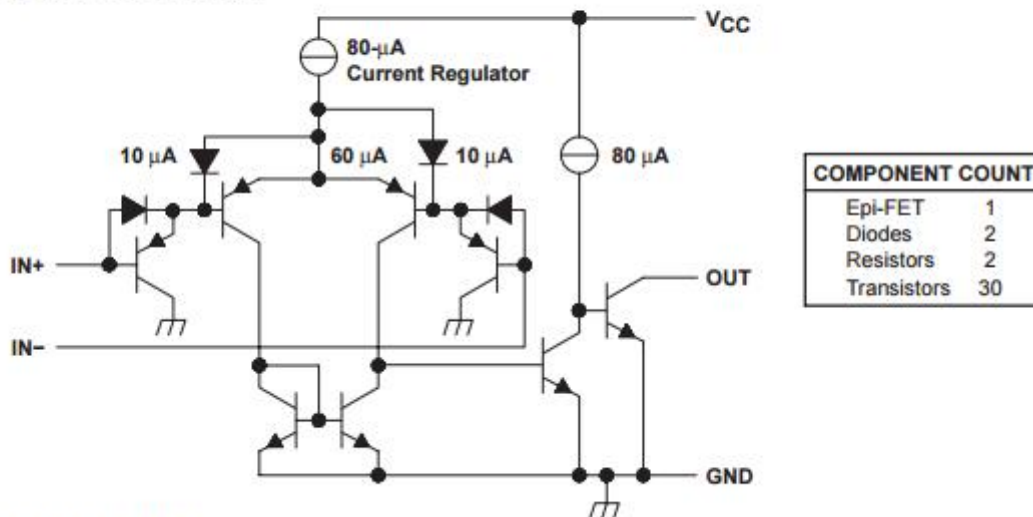 VCC
80-μA
Current Regulator
10 μA
60 μA
10 μA
80 μA
IN+
IN−
OUT
GND
COMPONENT COUNT
Epi-FET 1
Diodes 2
Resistors 2
Transistors 30